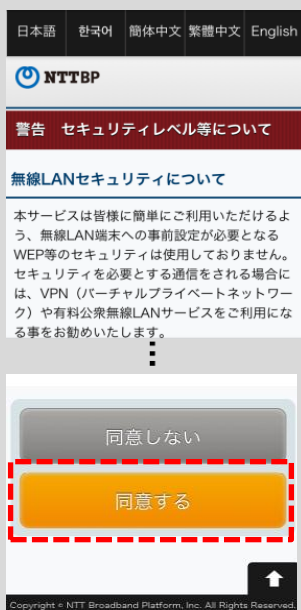 日本語 한국어 简体中文 繁體中文 English
NTTBP
警告 セキュリティレベル等について
無線LANセキュリティについて
本サービスは皆様に簡単にご利用いただけるよ
う、無線LAN端末への事前設定が必要となる
WEP等のセキュリティは使用しておりません。
セキュリティを必要とする通信をされる場合に
は、VPN（バーチャルプライベートネットワー
ク）や有料公衆無線LANサービスをご利用にな
る事をお勧めいたします。
同意しない
同意する
Copyright © NTT Broadband Platform, Inc. All Rights Reserved.